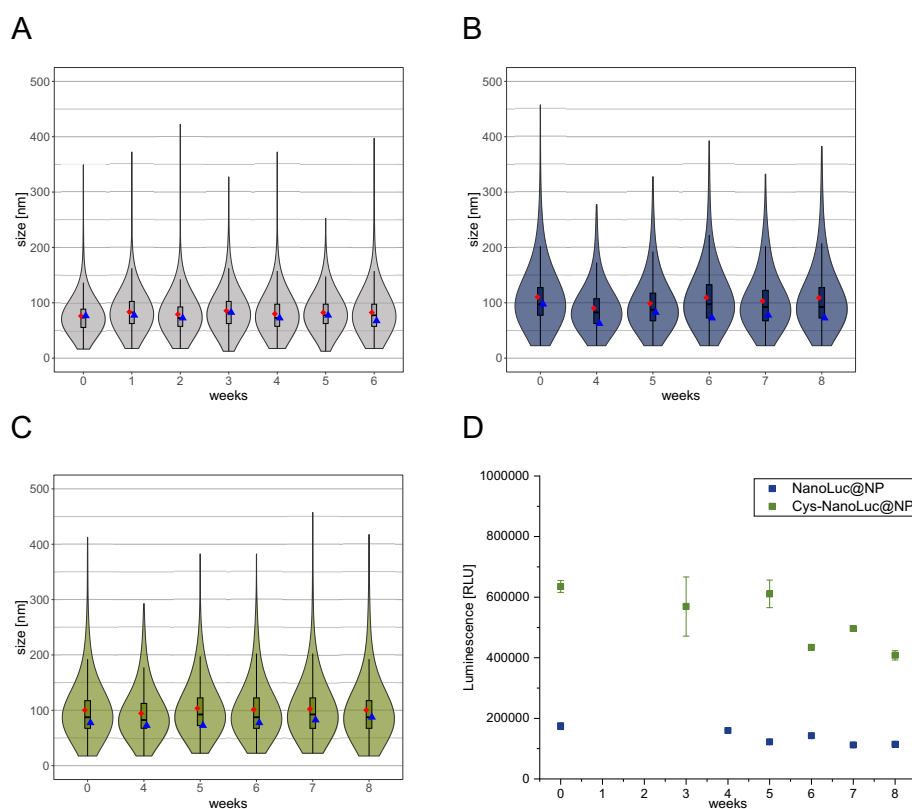 A
500
400
300
200
100
0
size [nm]
0 1 2 3 4 5 6
weeks
B
500
400
300
200
100
0
size [nm]
0 4 5 6 7 8
weeks
C
500
400
300
200
100
0
size [nm]
0 4 5 6 7 8
weeks
D
1000000
800000
600000
400000
200000
0
Luminescence [RLU]
NanoLuc@NP
Cys-NanoLuc@NP
0 1 2 3 4 5 6 7 8
weeks